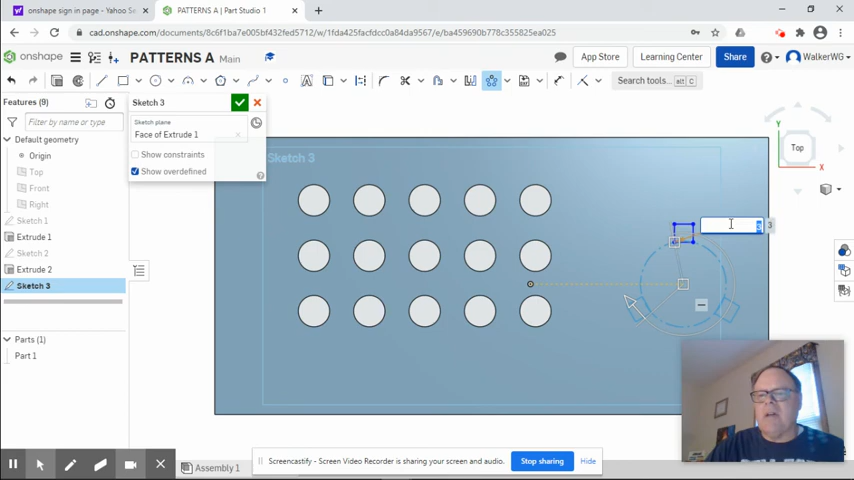 onshape sign in page - Yahoo Se
PATTERNS A | Part Studio 1
cad.onshape.com/documents/8c6f1ba7e005bf432fed5712/w/1fda425facdc0a84da9567/e/ba459690b778c355825ea025
onshape
PATTERNS A Main
App Store
Learning Center
Share
WalkerWG
Search tools... alt C
Features (9)
Filter by name or type
Default geometry
Origin
Top
Front
Right
Sketch 1
Extrude 1
Sketch 2
Extrude 2
Sketch 3
Parts (1)
Part 1
Sketch 3
Sketch plane
Face of Extrude 1
Show constraints
Show overdefined
Sketch 3
3
3
Y
Top
X
Assembly 1
Screencastify - Screen Video Recorder is sharing your screen and audio.
Stop sharing
Hide